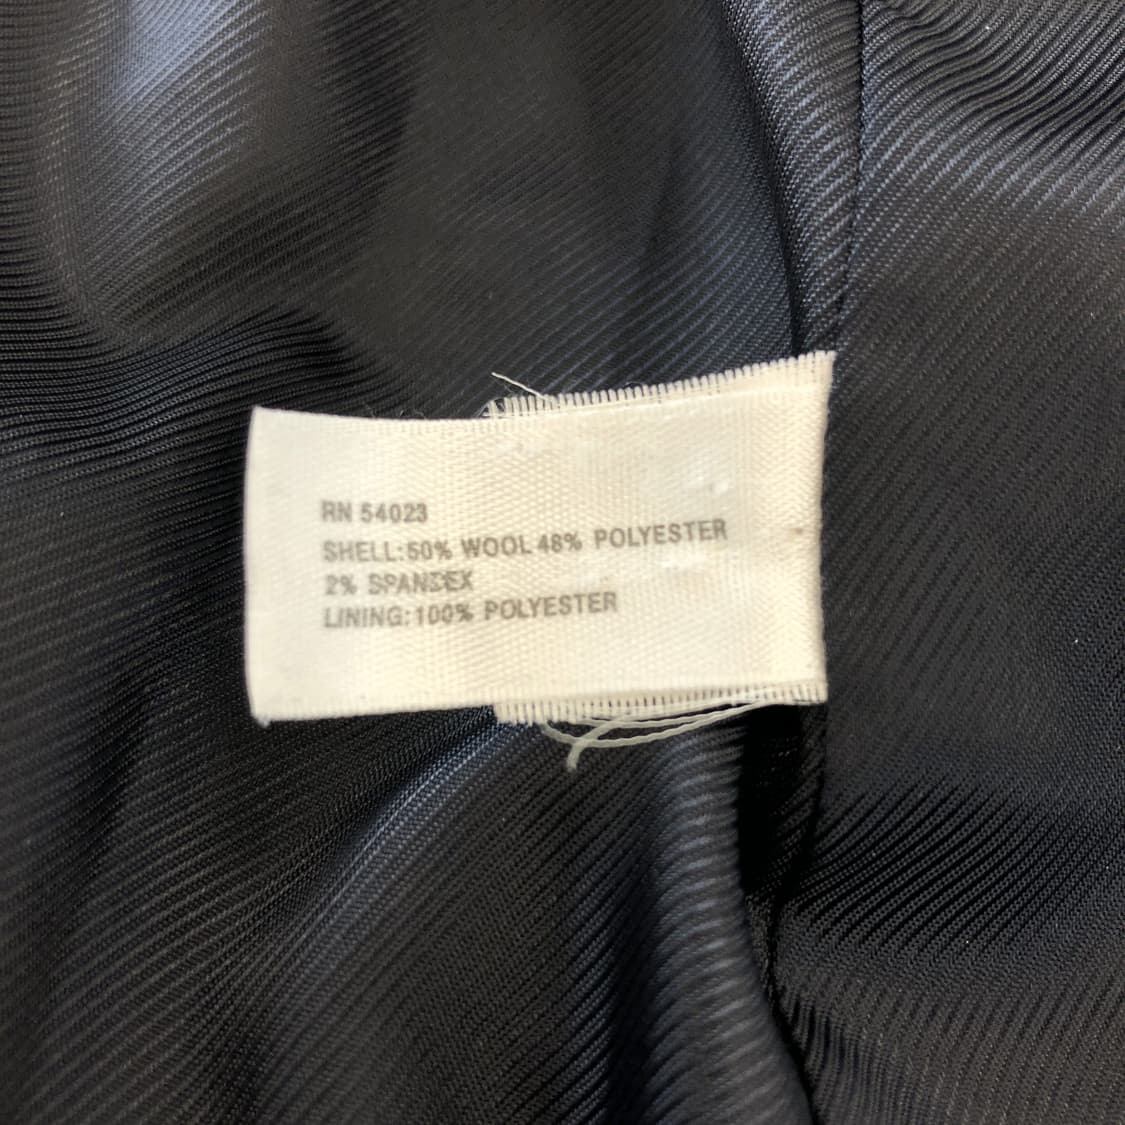 RN 54023
SHELL:50% WOOL 48% POLYESTER
2% SPANDEX
LINING:100% POLYESTER